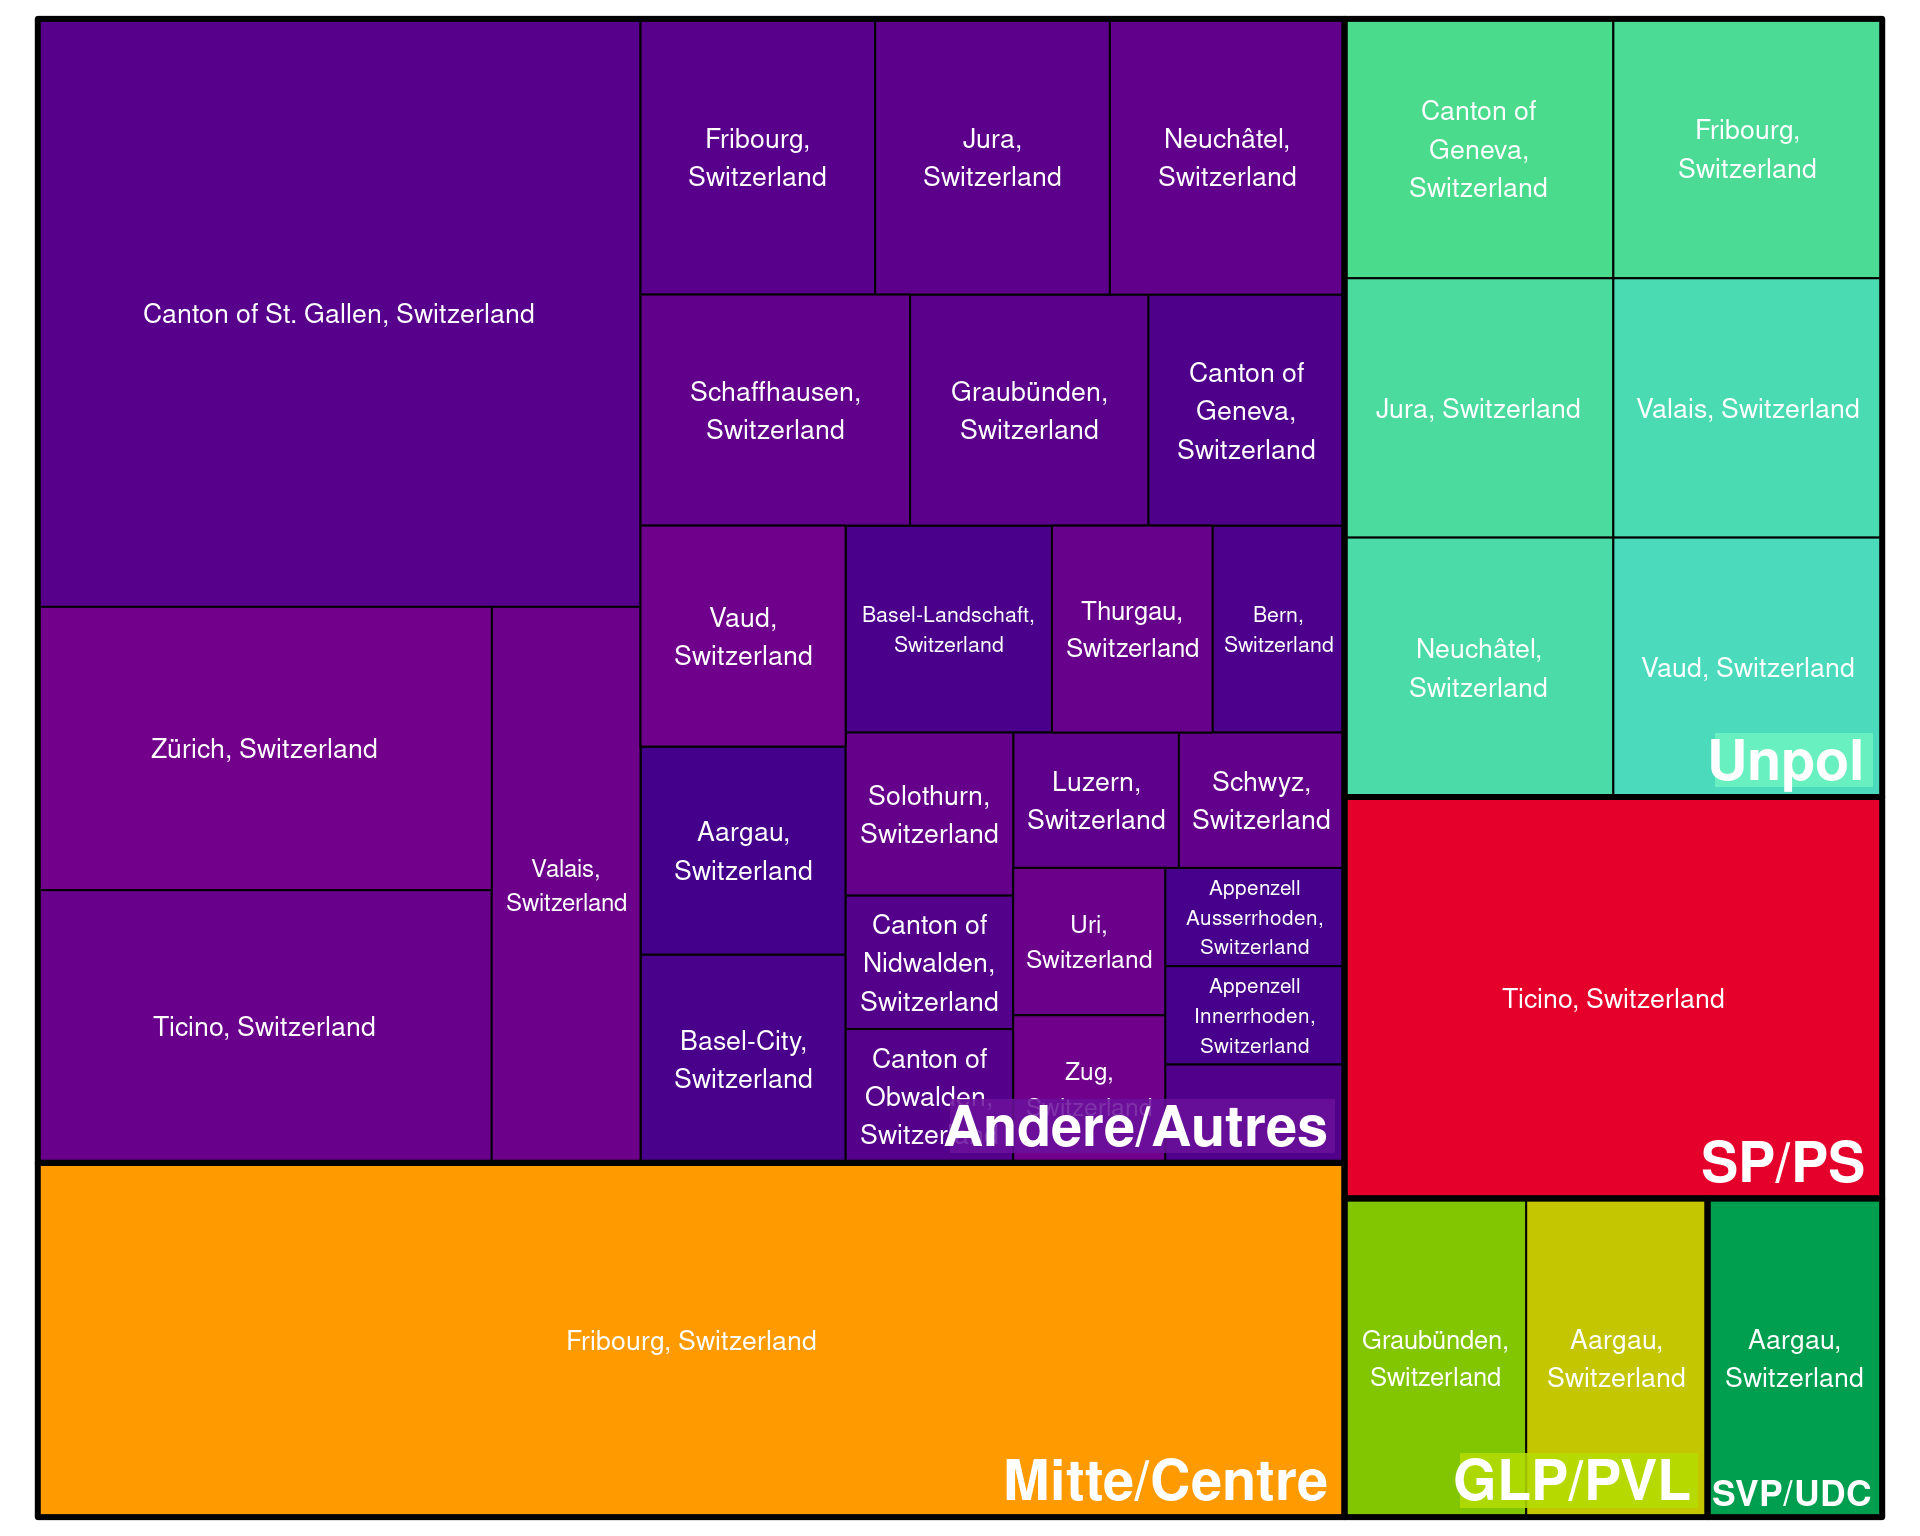 Canton of St. Gallen, Switzerland
Zürich, Switzerland
Ticino, Switzerland
Valais,
Switzerland
Fribourg,
Switzerland
Jura,
Switzerland
Neuchâtel,
Switzerland
Schaffhausen,
Switzerland
Graubünden,
Switzerland
Canton of
Geneva,
Switzerland
Vaud,
Switzerland
Basel-Landschaft,
Switzerland
Thurgau,
Switzerland
Bern,
Switzerland
Aargau,
Switzerland
Basel-City,
Switzerland
Solothurn,
Switzerland
Luzern,
Switzerland
Schwyz,
Switzerland
Canton of
Nidwalden,
Switzerland
Canton of
Obwalden,
Switzerland
Uri,
Switzerland
Zug,
Switzerland
Appenzell
Ausserrhoden,
Switzerland
Appenzell
Innerrhoden,
Switzerland
Andere/Autres
Fribourg, Switzerland
Mitte/Centre
Canton of
Geneva,
Switzerland
Fribourg,
Switzerland
Jura, Switzerland
Valais, Switzerland
Neuchâtel,
Switzerland
Vaud, Switzerland
Unpol
Ticino, Switzerland
SP/PS
Graubünden,
Switzerland
Aargau,
Switzerland
GLP/PVL
Aargau,
Switzerland
SVP/UDC